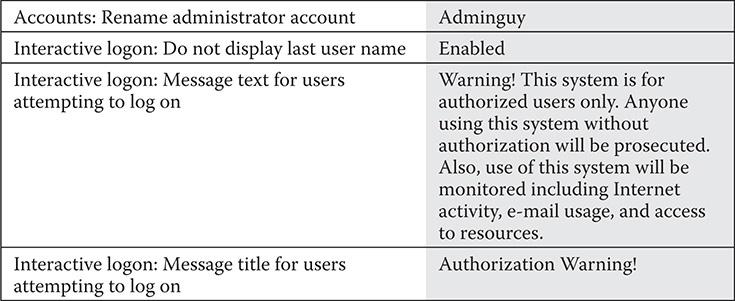 Accounts: Rename administrator account
Adminguy
Interactive logon: Do not display last user name
Enabled
Interactive logon: Message text for users
attempting to log on
Warning! This system is for
authorized users only. Anyone
using this system without
authorization will be prosecuted.
Also, use of this system will be
monitored including Internet
activity, e-mail usage, and access
to resources.
Interactive logon: Message title for users
attempting to log on
Authorization Warning!